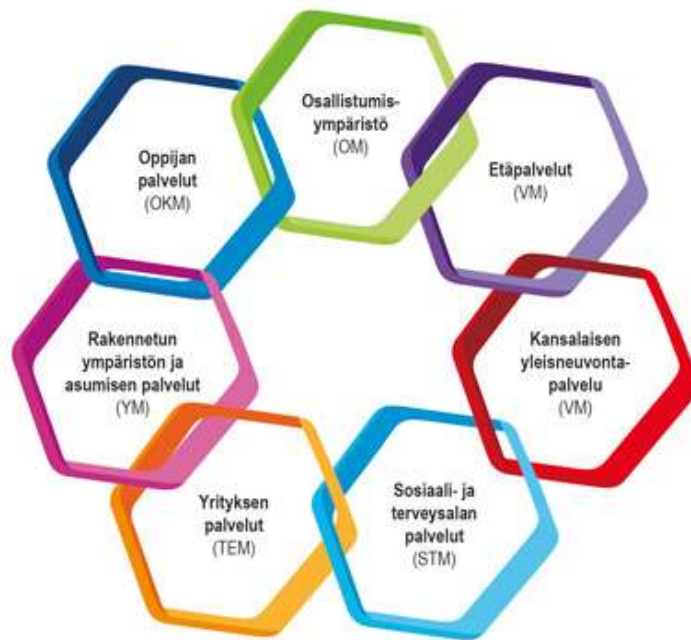 Osallistumis-
ympäristö
(OM)
Etäpalvelut
(VM)
Kansalaisen
yleisneuvonta-
palvelu
(VM)
Sosiaali- ja
terveysalan
palvelut
(STM)
Yrityksen
palvelut
(TEM)
Rakennetun
ympäristön ja
asumisen palvelut
(YM)
Oppijan
palvelut
(OKM)